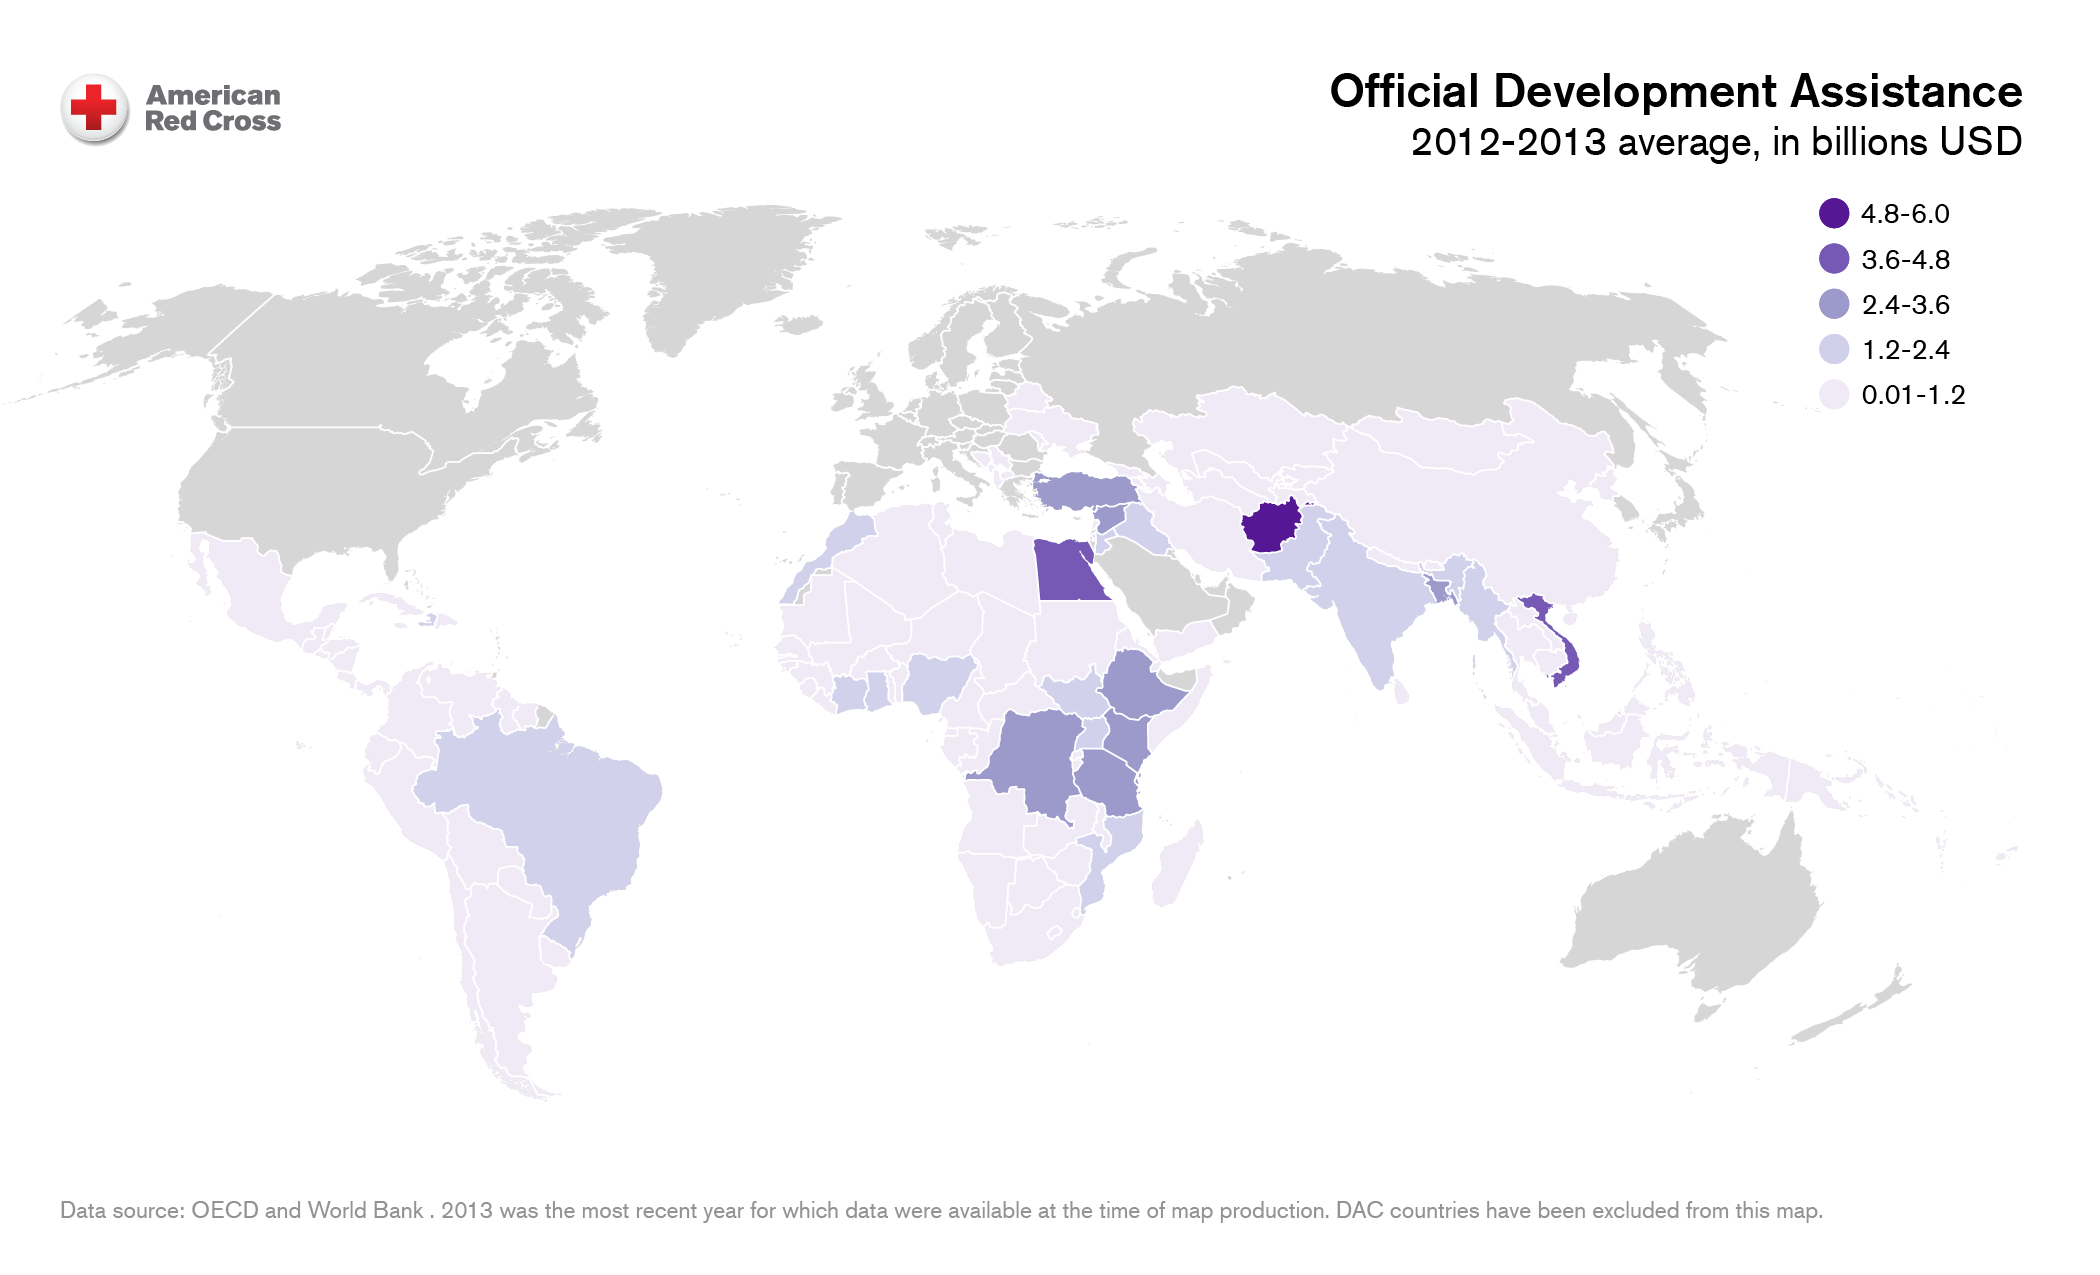 American
Red Cross
Official Development Assistance
2012-2013 average, in billions USD
4.8-6.0
3.6-4.8
2.4-3.6
1.2-2.4
0.01-1.2
Data source: OECD and World Bank . 2013 was the most recent year for which data were available at the time of map production. DAC countries have been excluded from this map.